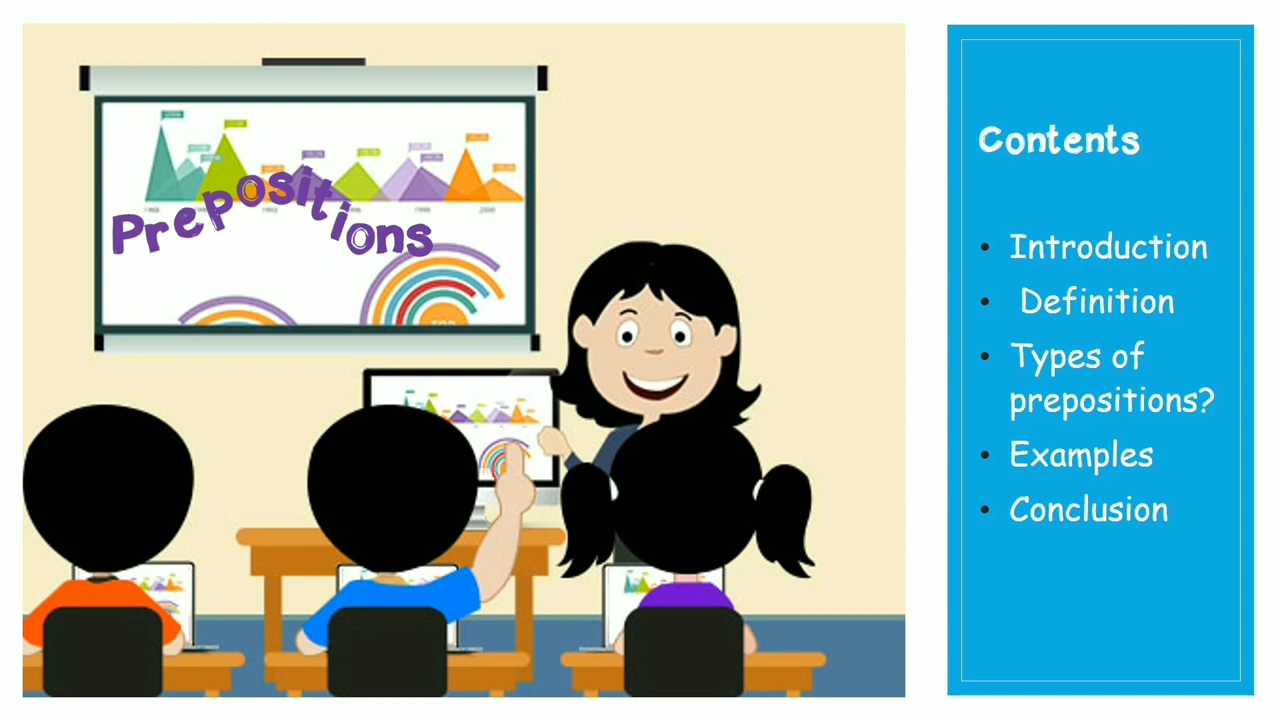 Prepositions
Contents
• Introduction
• Definition
• Types of
prepositions?
• Examples
• Conclusion